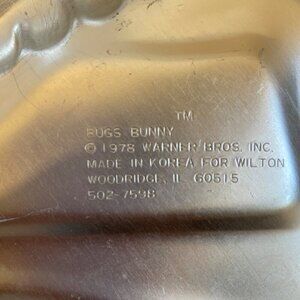 TM
BUGS BUNNY
© 1978 WARNER BROS. INC.
MADE IN KOREA FOR WILTON
WOODRIDGE, IL 60515
502-7598